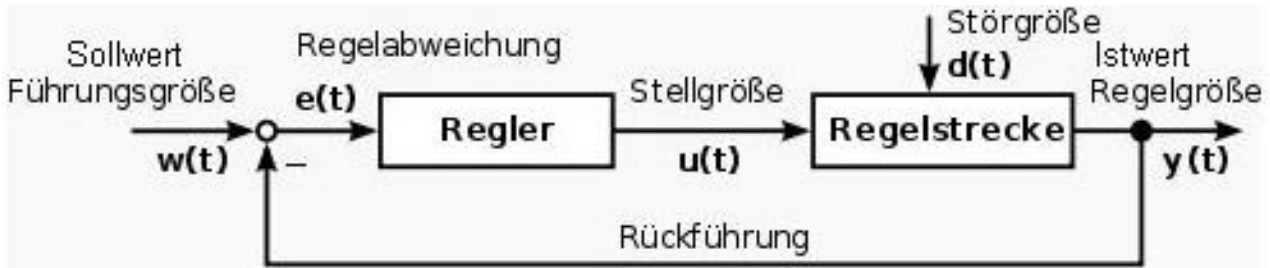 Sollwert
Führungsgröße
w(t)
Regelabweichung
e(t)
–
Regler
Stellgröße
u(t)
Störgröße
d(t)
Regelstrecke
Istwert
Regelgröße
y(t)
Rückführung